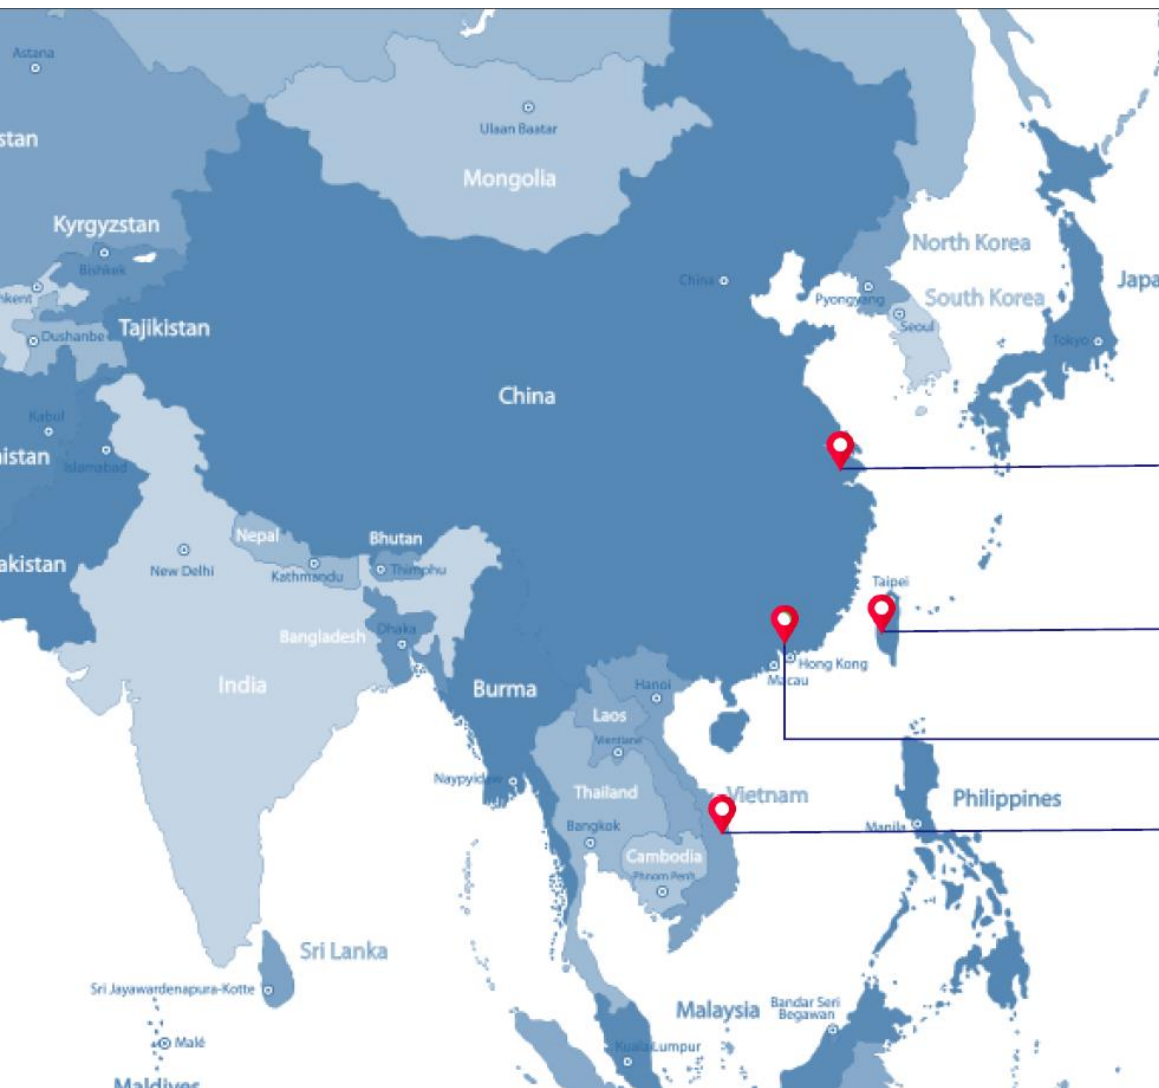 Astana
Ulaan Baatar
stan
Mongolia
Kyrgyzstan
North Korea
Bishkek
China
Japa
hkent
Pyongyang
South Korea
Tajikistan
Seoul
Dushanbe
Tokyo
China
Kabul
istan
Islamabad
Nepal
Bhutan
akistan
New Delhi
Kathmandu
Thimphu
Taipei
Dhaka
Bangladesh
Hong Kong
Macau
India
Burma
Hanoi
Laos
Vientiane
Naypyidaw
Thailand
Vietnam
Philippines
Bangkok
Manila
Cambodia
Phnom Penh
Sri Lanka
Sri Jayawardenapura-Kotte
Malaysia
Bandar Seri
Begawan
Malé
Kuala Lumpur
Maldives